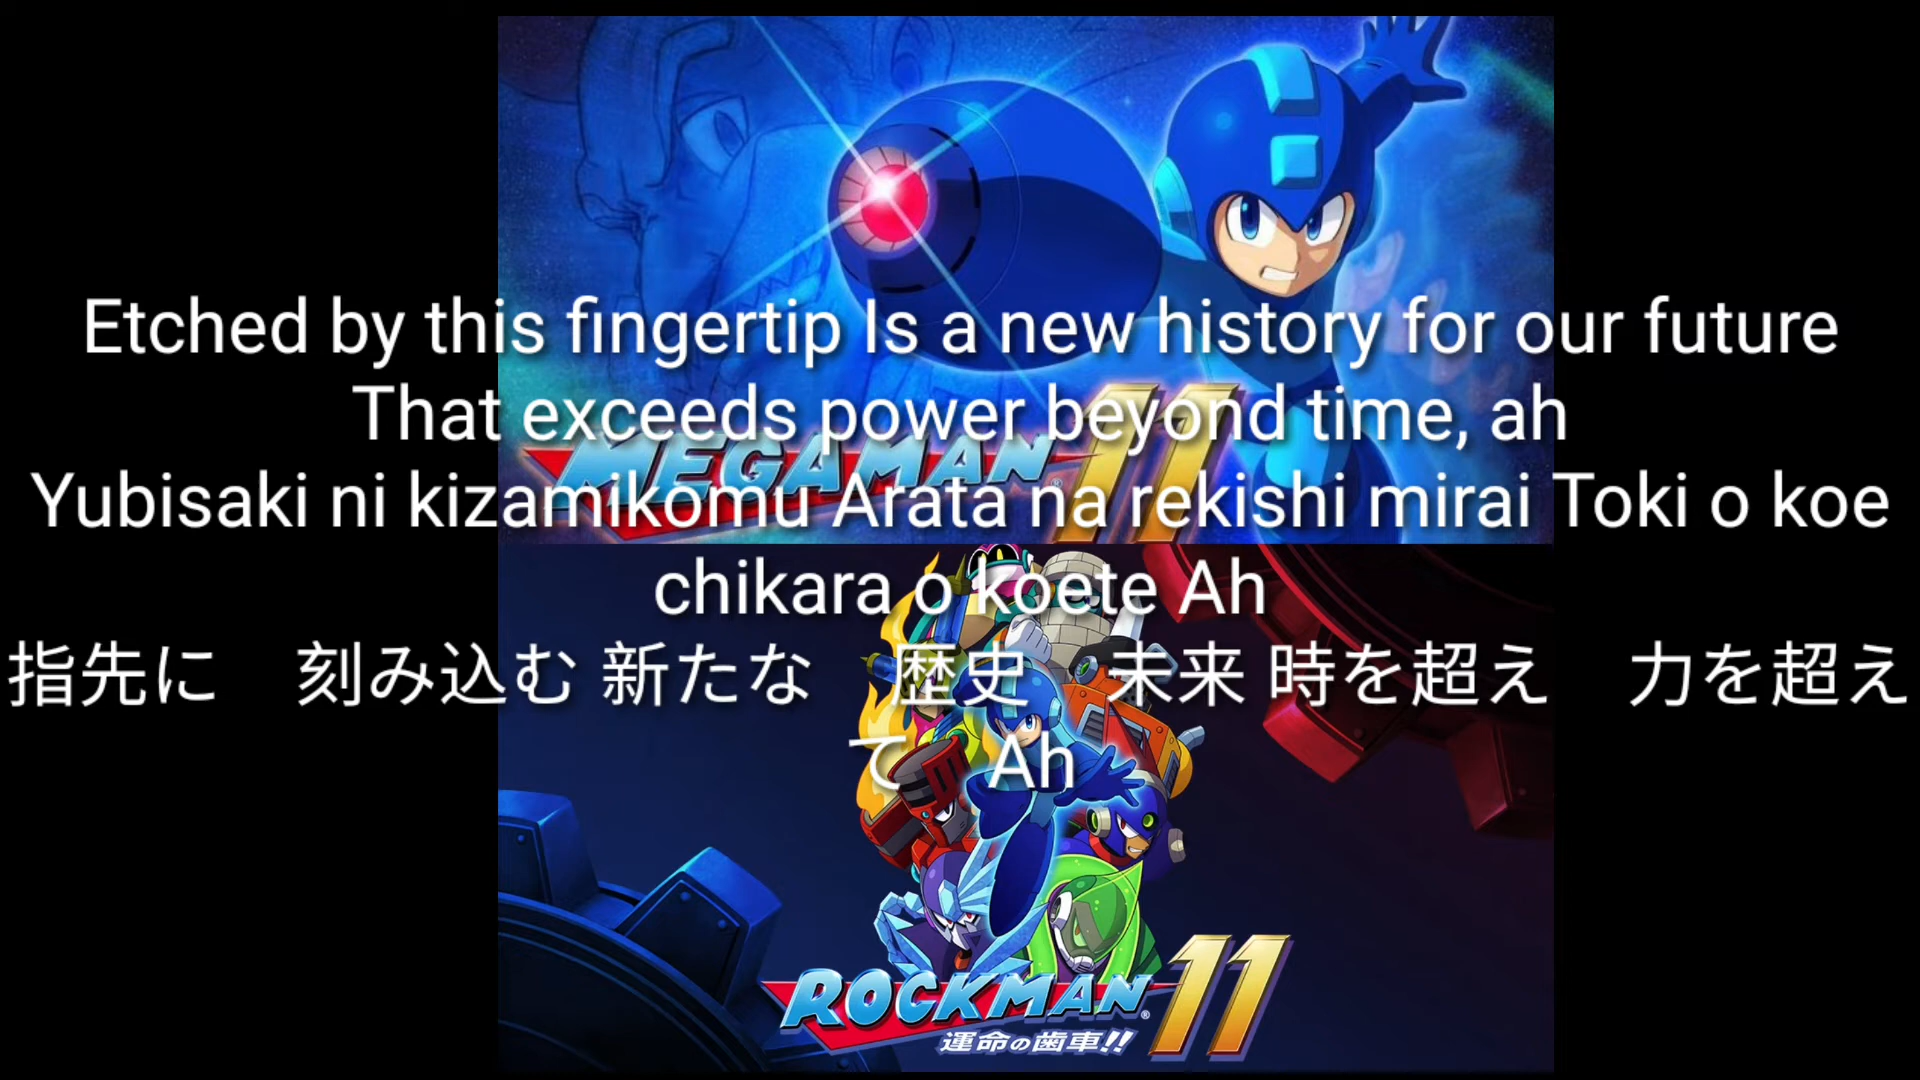 Etched by this fingertip Is a new history for our future
That exceeds power beyond time, ah
MEGAMAN 11
Yubisaki ni kizamikomu Arata na rekishi mirai Toki o koe
chikara o koete Ah
指先に　刻み込む 新たな　歴史　未来 時を超え　力を超え
て　Ah
ROCKMAN 11
運命の歯車!!